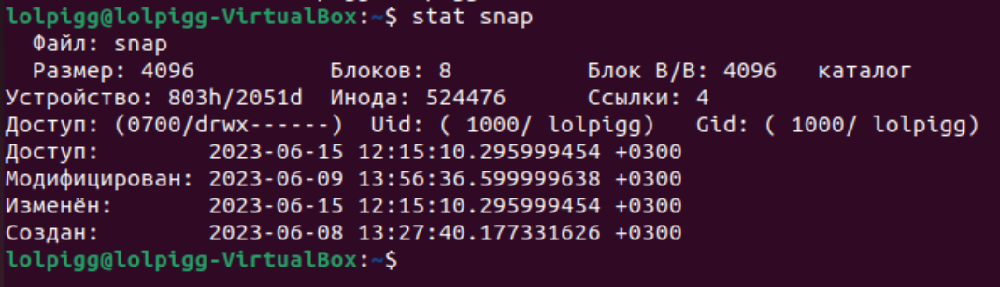 lolpigg@lolpigg-VirtualBox:~$ stat snap
  Файл: snap
  Размер: 4096          Блоков: 8          Блок В/В: 4096   каталог
Устройство: 803h/2051d  Инода: 524476      Ссылки: 4
Доступ: (0700/drwx------)  Uid: ( 1000/ lolpigg)   Gid: ( 1000/ lolpigg)
Доступ:        2023-06-15 12:15:10.295999454 +0300
Модифицирован: 2023-06-09 13:56:36.599999638 +0300
Изменён:       2023-06-15 12:15:10.295999454 +0300
Создан:        2023-06-08 13:27:40.177331626 +0300
lolpigg@lolpigg-VirtualBox:~$